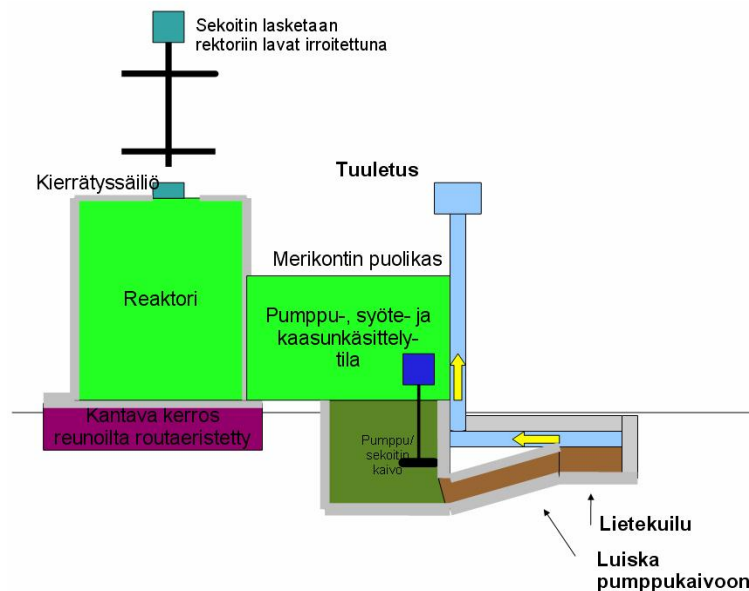 Sekoitin lasketaan
rektoriin lavat irroitettuna
Kierrätyssäiliö
Tuuletus
Merikontin puolikas
Reaktori
Pumppu-, syöte- ja
kaasunkäsittely-
tila
Kantava kerros
reunoilta routaeristetty
Pumppu/
sekoitin
kaivo
Lietekuilu
Luiska
pumppukaivoon